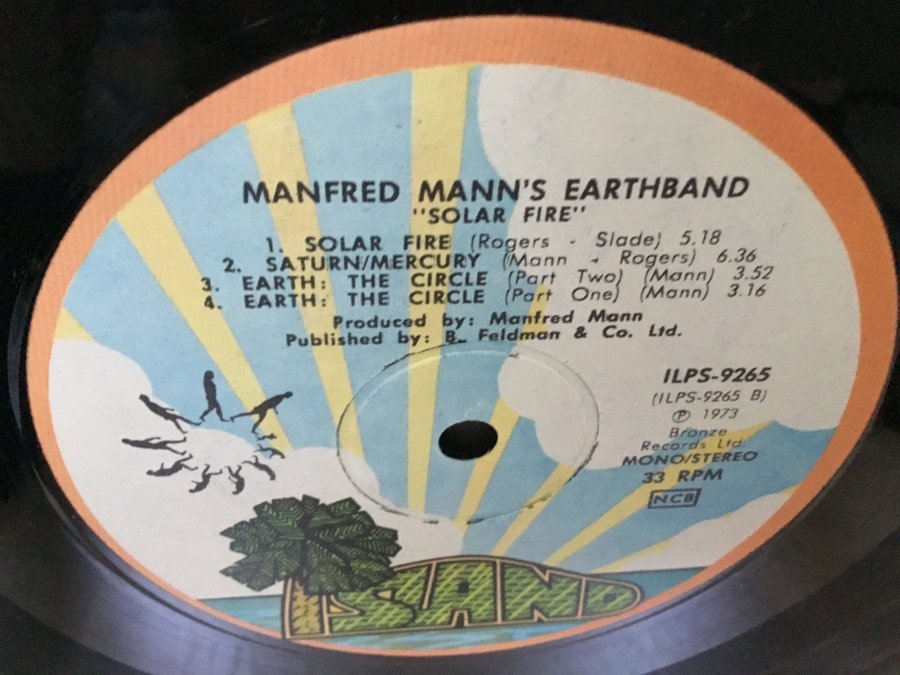 MANFRED MANN'S EARTHBAND
"SOLAR FIRE"
1. SOLAR FIRE (Rogers - Slade) 5.18
2. SATURN/MERCURY (Mann - Rogers) 6.36
3. EARTH: THE CIRCLE (Part Two) (Mann) 3.52
4. EARTH: THE CIRCLE (Part One) (Mann) 3.16
Produced by: Manfred Mann
Published by: B. Feldman & Co. Ltd.
ILPS-9265
(ILPS-9265 B)
℗ 1973
Bronze
Records Ltd.
MONO/STEREO
33 RPM
NCB
ISLAND